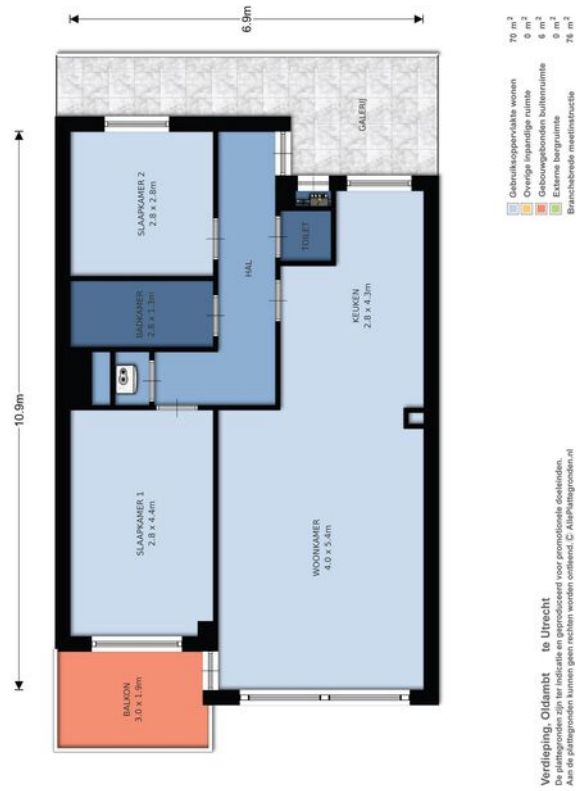 6.9m
10.9m
GALERIJ
SLAAPKAMER 2
2.8 x 2.8m
HAL
TOILET
BADKAMER
2.8 x 1.3m
KEUKEN
2.8 x 4.3m
SLAAPKAMER 1
2.8 x 4.4m
WOONKAMER
4.0 x 5.4m
BALKON
3.0 x 1.9m
Gebruiksoppervlakte wonen 70 m²
Overige inpandige ruimte 0 m²
Gebouwgebonden buitenruimte 6 m²
Externe bergruimte 0 m²
Branchebrede meetinstructie 76 m²
Verdieping, Oldambt te Utrecht
De plattegronden zijn ter indicatie en geproduceerd voor promotionele doeleinden.
Aan de plattegronden kunnen geen rechten worden ontleend. © AllePlattegronden.nl